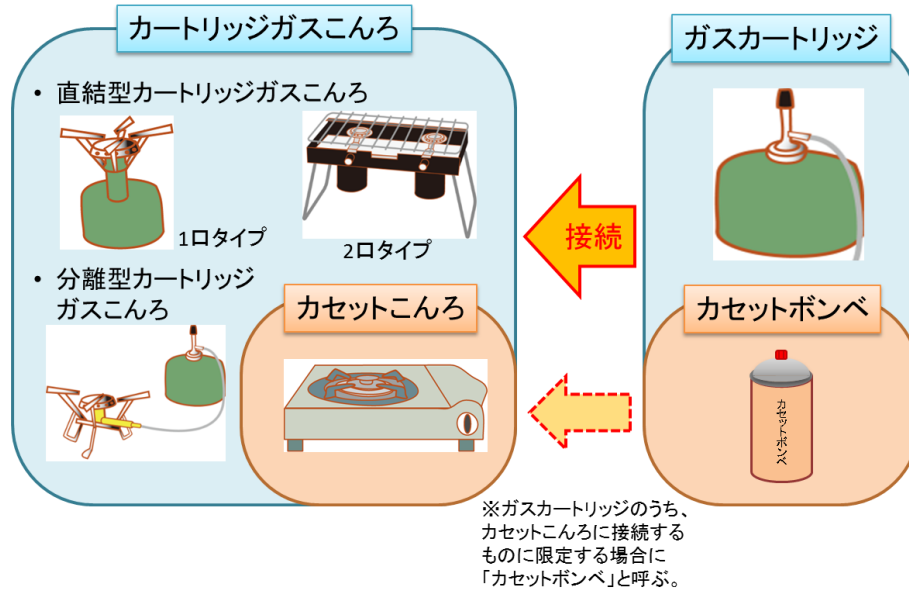 カートリッジガスこんろ
ガスカートリッジ
・ 直結型カートリッジガスこんろ
1口タイプ
2口タイプ
接続
・ 分離型カートリッジ
ガスこんろ
カセットこんろ
カセットボンベ
カセットボンベ
※ガスカートリッジのうち、
カセットこんろに接続する
ものに限定する場合に
「カセットボンベ」と呼ぶ。